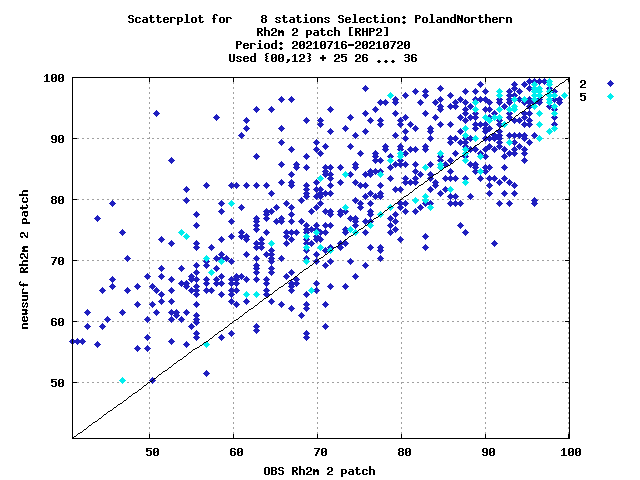 Scatterplot for    8 stations Selection: PolandNorthern
Rh2m 2 patch [RHP2]
Period: 20210716-20210720
Used {00,12} + 25 26 ... 36
2
5
100
90
80
70
60
50
newsurf Rh2m 2 patch
50 60 70 80 90 100
OBS Rh2m 2 patch